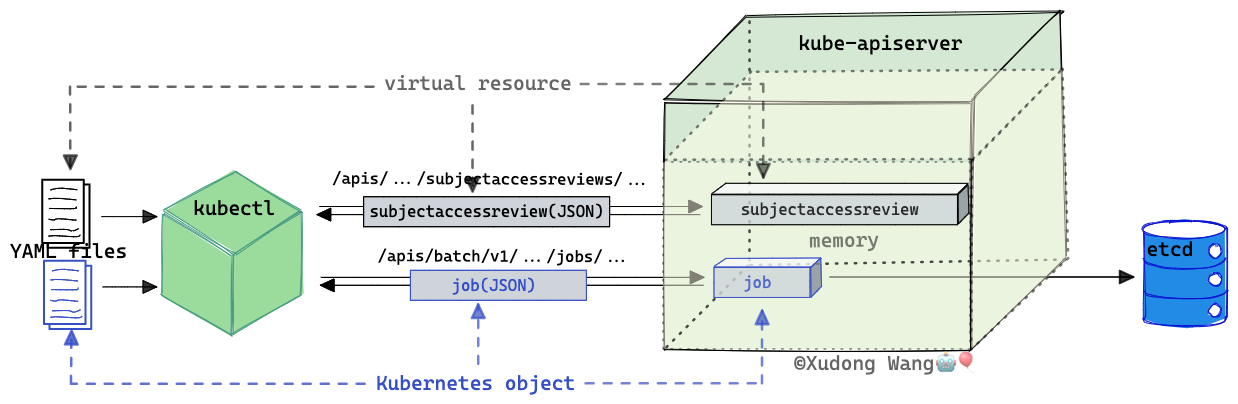 kube-apiserver
virtual resource
/apis/ ... /subjectaccessreviews/ ...
kubectl
subjectaccessreview(JSON)
subjectaccessreview
memory
YAML files
/apis/batch/v1/ ... /jobs/ ...
etcd
job(JSON)
job
©Xudong Wang🤖🎈
Kubernetes object